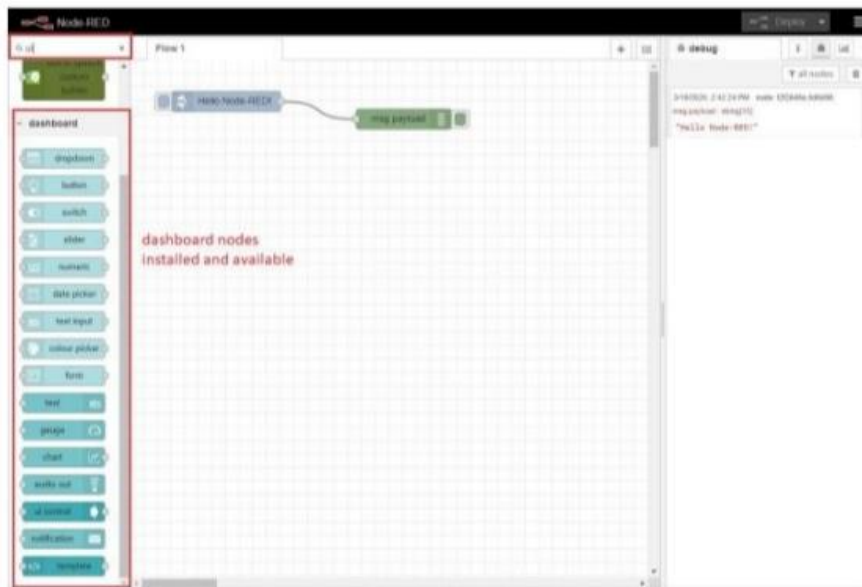 Node-RED
Deploy
ui
Flow 1
debug
all nodes
button
dashboard
dropdown
button
switch
slider
numeric
date picker
text input
colour picker
form
text
gauge
chart
audio out
ui control
notification
template
Hello Node-RED!
msg.payload
dashboard nodes
installed and available
"Hello Node-RED!"